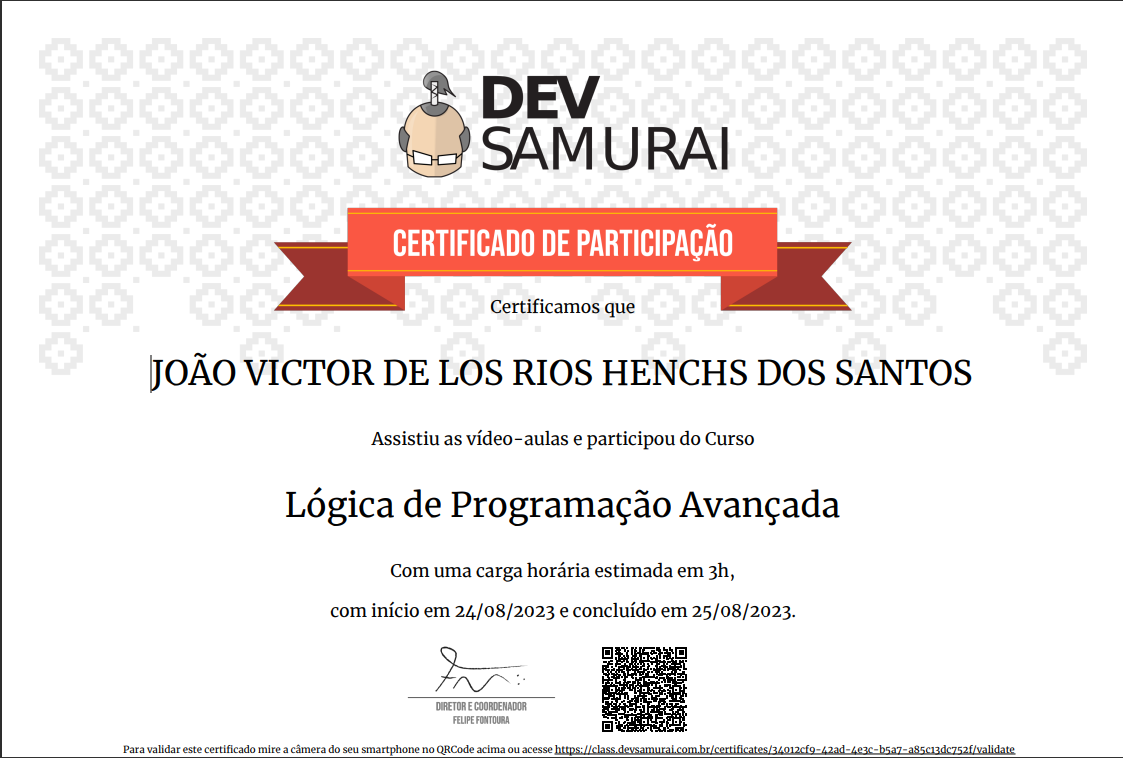 DEV
SAMURAI
CERTIFICADO DE PARTICIPAÇÃO
Certificamos que
JOÃO VICTOR DE LOS RIOS HENCHS DOS SANTOS
Assistiu as vídeo-aulas e participou do Curso
Lógica de Programação Avançada
Com uma carga horária estimada em 3h,
com início em 24/08/2023 e concluído em 25/08/2023.
DIRETOR E COORDENADOR
FELIPE FONTOURA
Para validar este certificado mire a câmera do seu smartphone no QRCode acima ou acesse https://class.devsamurai.com.br/certificates/34012cf9-42ad-4e3c-b5a7-a85c13dc752f/validate